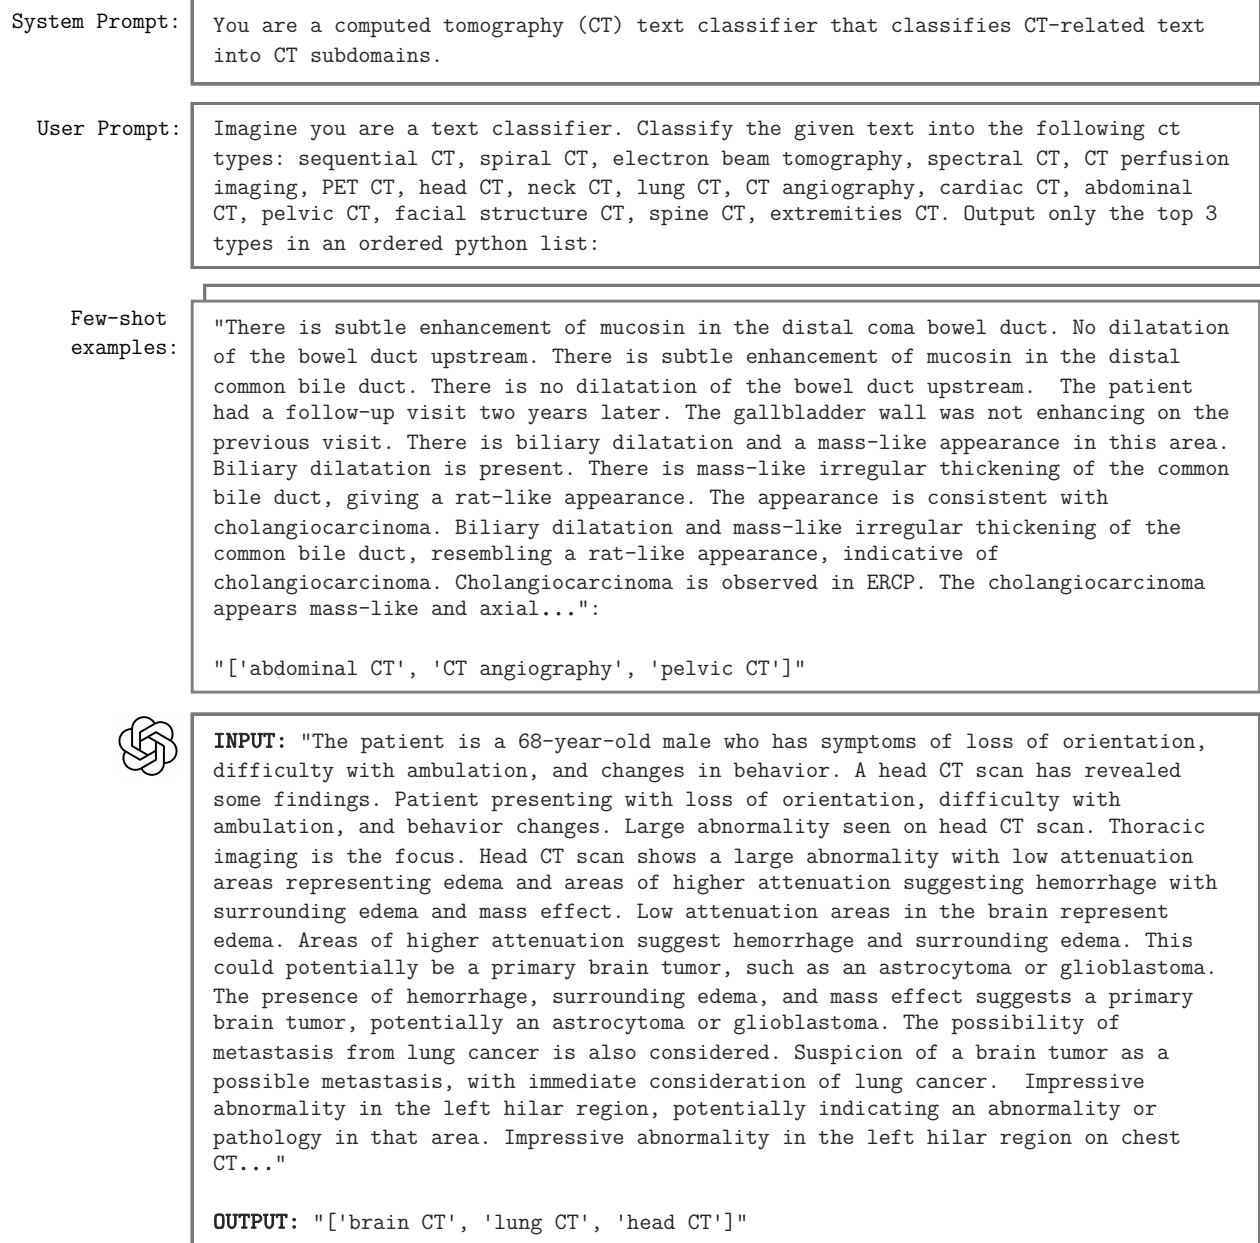 System Prompt:
You are a computed tomography (CT) text classifier that classifies CT-related text
into CT subdomains.
User Prompt:
Imagine you are a text classifier. Classify the given text into the following ct
types: sequential CT, spiral CT, electron beam tomography, spectral CT, CT perfusion
imaging, PET CT, head CT, neck CT, lung CT, CT angiography, cardiac CT, abdominal
CT, pelvic CT, facial structure CT, spine CT, extremities CT. Output only the top 3
types in an ordered python list:
Few-shot
examples:
"There is subtle enhancement of mucosin in the distal coma bowel duct. No dilatation
of the bowel duct upstream. There is subtle enhancement of mucosin in the distal
common bile duct. There is no dilatation of the bowel duct upstream.  The patient
had a follow-up visit two years later. The gallbladder wall was not enhancing on the
previous visit. There is biliary dilatation and a mass-like appearance in this area.
Biliary dilatation is present. There is mass-like irregular thickening of the common
bile duct, giving a rat-like appearance. The appearance is consistent with
cholangiocarcinoma. Biliary dilatation and mass-like irregular thickening of the
common bile duct, resembling a rat-like appearance, indicative of
cholangiocarcinoma. Cholangiocarcinoma is observed in ERCP. The cholangiocarcinoma
appears mass-like and axial...":
"['abdominal CT', 'CT angiography', 'pelvic CT']"
INPUT: "The patient is a 68-year-old male who has symptoms of loss of orientation,
difficulty with ambulation, and changes in behavior. A head CT scan has revealed
some findings. Patient presenting with loss of orientation, difficulty with
ambulation, and behavior changes. Large abnormality seen on head CT scan. Thoracic
imaging is the focus. Head CT scan shows a large abnormality with low attenuation
areas representing edema and areas of higher attenuation suggesting hemorrhage with
surrounding edema and mass effect. Low attenuation areas in the brain represent
edema. Areas of higher attenuation suggest hemorrhage and surrounding edema. This
could potentially be a primary brain tumor, such as an astrocytoma or glioblastoma.
The presence of hemorrhage, surrounding edema, and mass effect suggests a primary
brain tumor, potentially an astrocytoma or glioblastoma. The possibility of
metastasis from lung cancer is also considered. Suspicion of a brain tumor as a
possible metastasis, with immediate consideration of lung cancer.  Impressive
abnormality in the left hilar region, potentially indicating an abnormality or
pathology in that area. Impressive abnormality in the left hilar region on chest
CT..."
OUTPUT: "['brain CT', 'lung CT', 'head CT']"